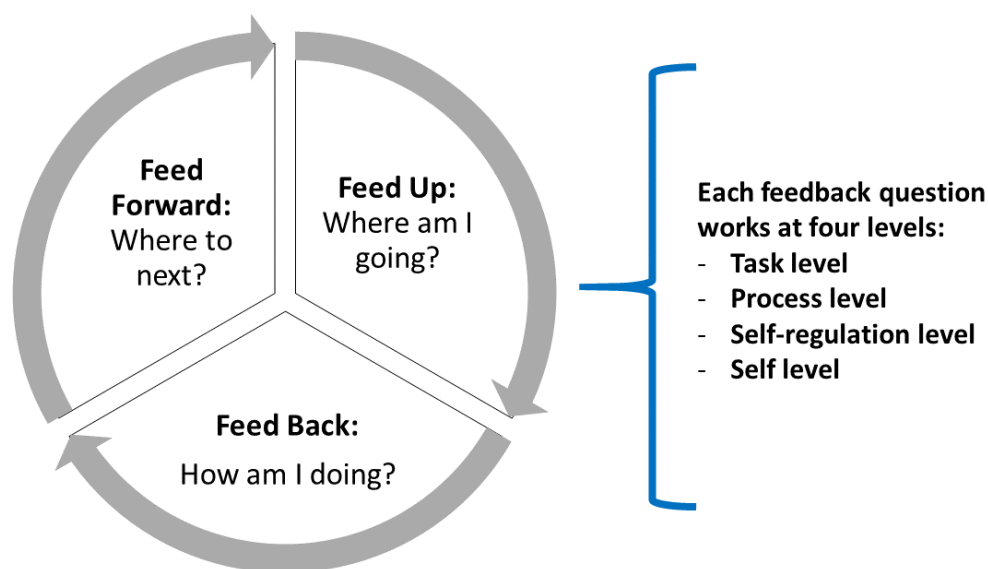 Feed
Forward:
Where to
next?
Feed Up:
Where am I
going?
Feed Back:
How am I doing?
Each feedback question
works at four levels:
- Task level
- Process level
- Self-regulation level
- Self level